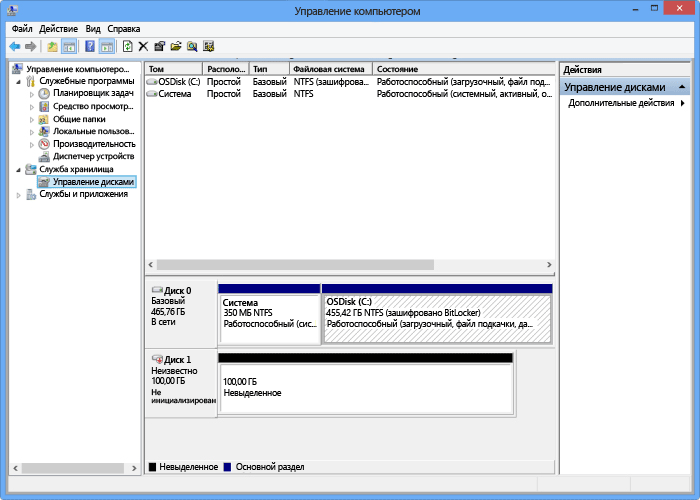 Управление компьютером
Файл Действие Вид Справка
Управление компьютеро...
Служебные программы
Планировщик задач
Средство просмотр...
Общие папки
Локальные пользов...
Производительность
Диспетчер устройств
Служба хранилища
Управление дисками
Службы и приложения
Том Располо... Тип Файловая система Состояние
OSDisk (C:) Простой Базовый NTFS (зашифрова... Работоспособный (загрузочный, файл под...
Система Простой Базовый NTFS Работоспособный (системный, активный, о...
Диск 0
Базовый
465,76 ГБ
В сети
Система
350 МБ NTFS
Работоспособный (сис...
OSDisk (C:)
455,42 ГБ NTFS (зашифровано BitLocker)
Работоспособный (загрузочный, файл подкачки, да...
Диск 1
Неизвестно
100,00 ГБ
Не
инициализирован
100,00 ГБ
Невыделенное
Невыделенное Основной раздел
Действия
Управление дисками
Дополнительные действия